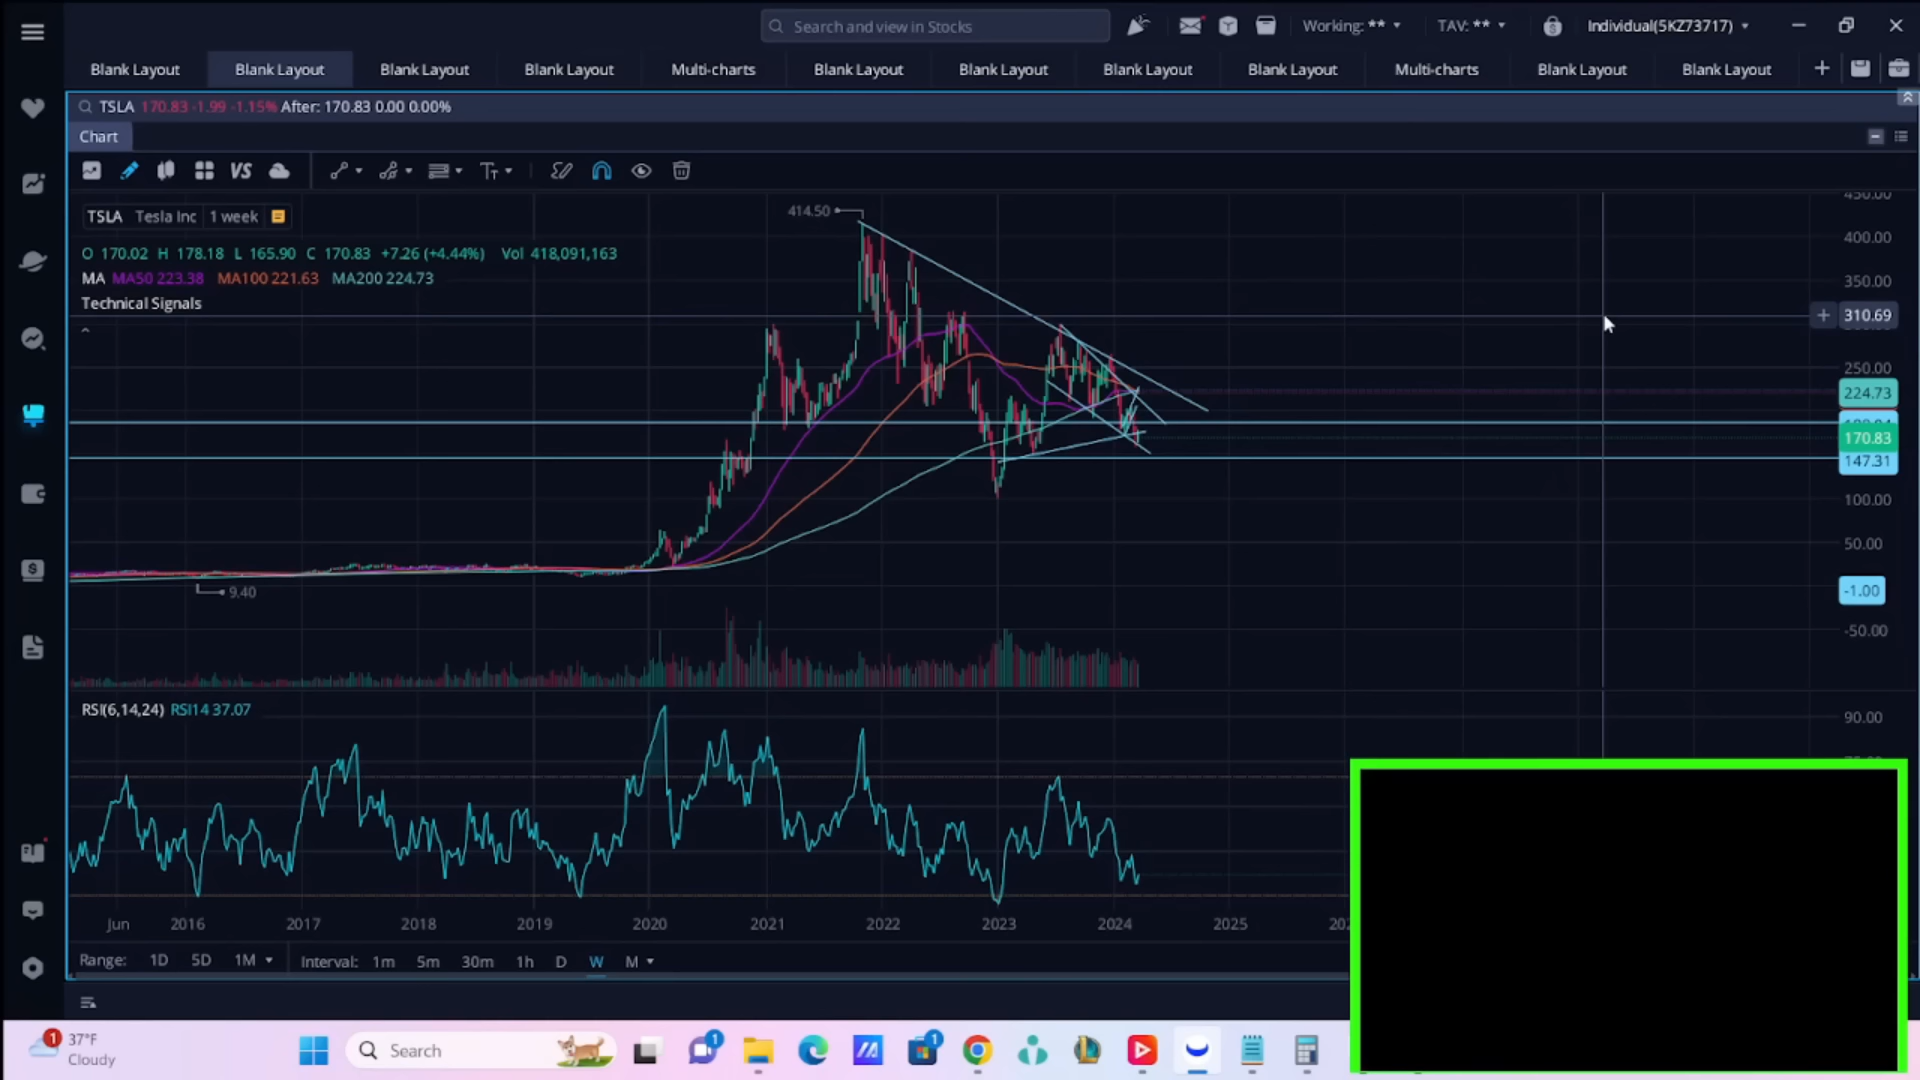 Search and view in Stocks
Working: **
TAV: **
Individual(5KZ73717)
Blank Layout
Blank Layout
Blank Layout
Blank Layout
Multi-charts
Blank Layout
Blank Layout
Blank Layout
Blank Layout
Multi-charts
Blank Layout
Blank Layout
TSLA 170.83 -1.99 -1.15% After: 170.83 0.00 0.00%
Chart
VS
TSLA Tesla Inc 1 week
O 170.02 H 178.18 L 165.90 C 170.83 +7.26 (+4.44%) Vol 418,091,163
MA MA50 223.38 MA100 221.63 MA200 224.73
Technical Signals
414.50
9.40
450.00
400.00
350.00
310.69
250.00
224.73
170.83
147.31
100.00
50.00
-1.00
-50.00
RSI(6,14,24) RSI14 37.07
90.00
Jun 2016 2017 2018 2019 2020 2021 2022 2023 2024 2025
Range: 1D 5D 1M Interval: 1m 5m 30m 1h D W M
1
37°F
Cloudy
Search
1
1